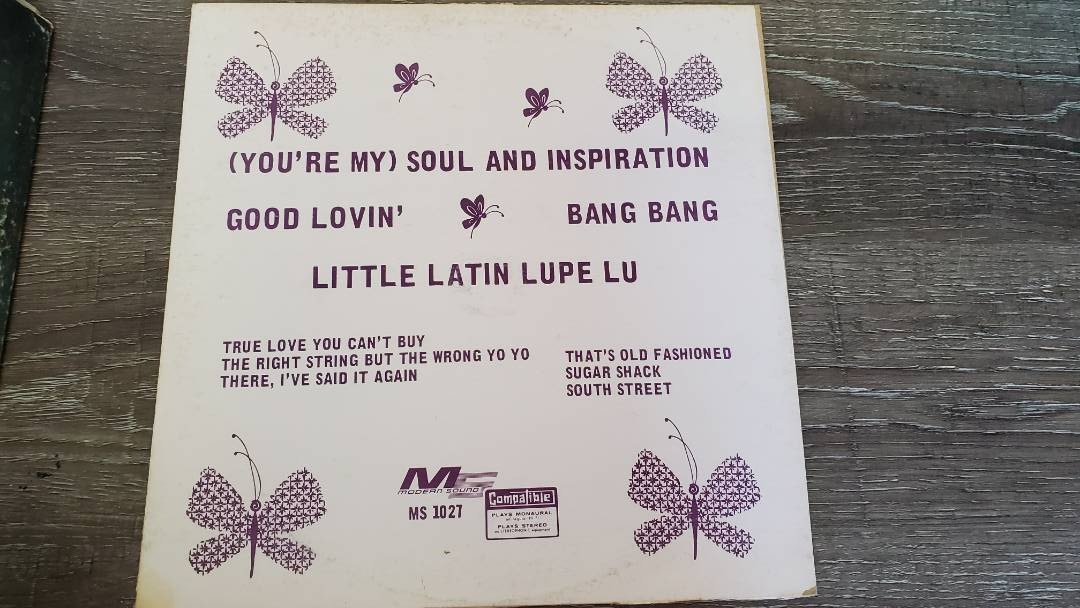 (YOU'RE MY) SOUL AND INSPIRATION
GOOD LOVIN'
BANG BANG
LITTLE LATIN LUPE LU
TRUE LOVE YOU CAN'T BUY
THE RIGHT STRING BUT THE WRONG YO YO
THERE, I'VE SAID IT AGAIN
THAT'S OLD FASHIONED
SUGAR SHACK
SOUTH STREET
MS
MODERN SOUND
MS 1027
Compatible
PLAYS MONAURAL
PLAYS STEREO